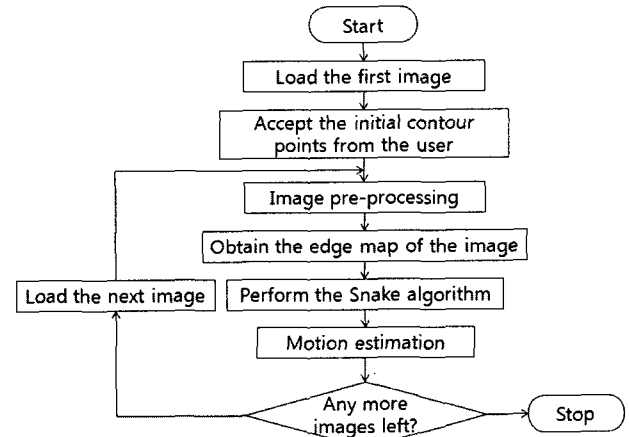 Start
Load the first image
Accept the initial contour
points from the user
Image pre-processing
Obtain the edge map of the image
Load the next image
Perform the Snake algorithm
Motion estimation
Any more
images left?
Stop